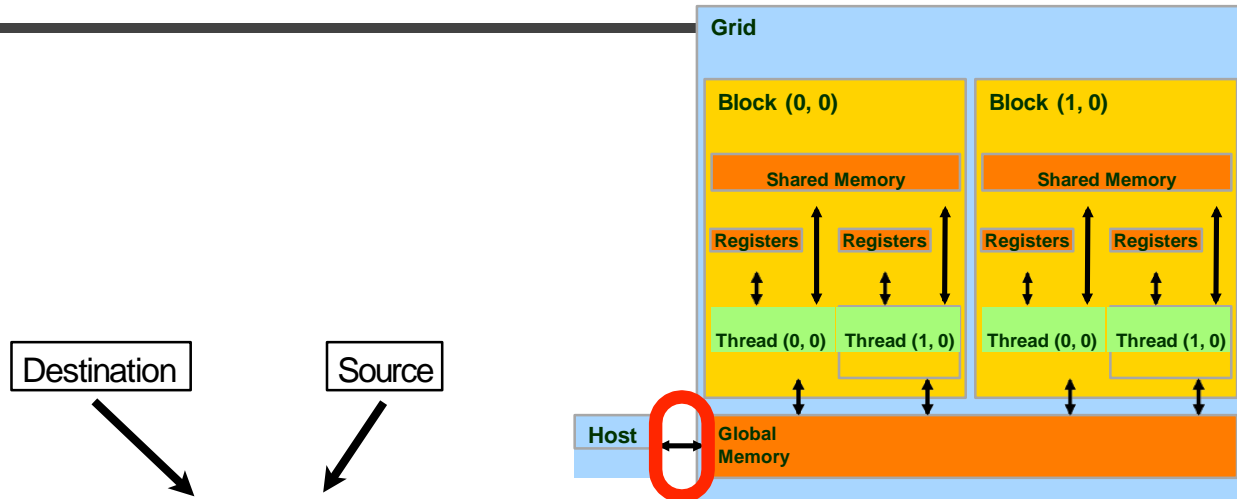 Grid
Block (0, 0)
Block (1, 0)
Shared Memory
Shared Memory
Registers
Registers
Registers
Registers
Thread (0, 0)
Thread (1, 0)
Thread (0, 0)
Thread (1, 0)
Destination
Source
Host
Global
Memory